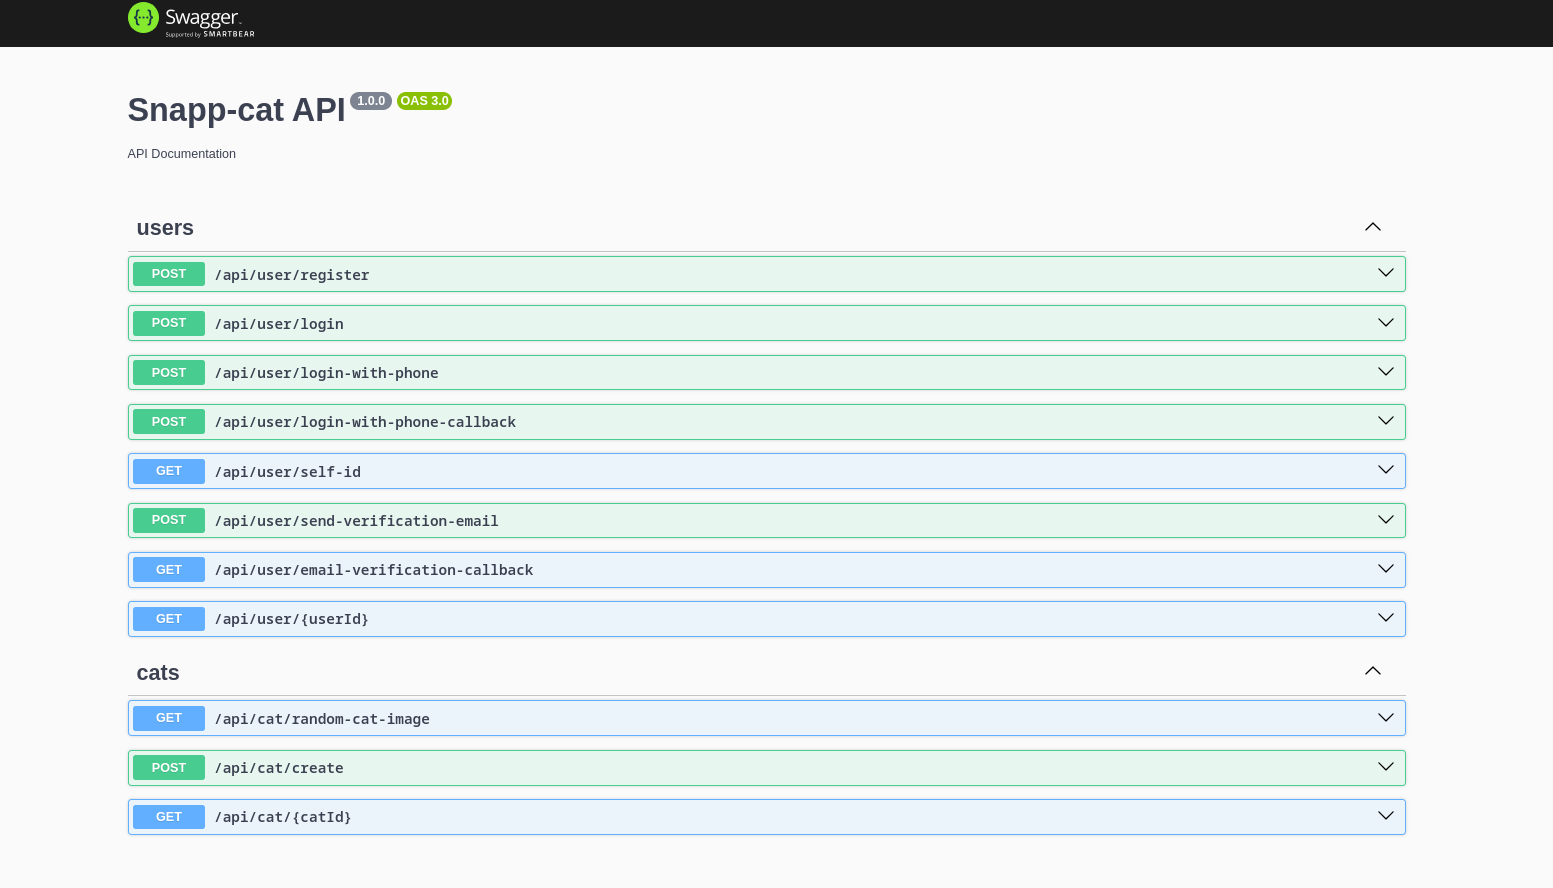 Swagger
Supported by SMARTBEAR
Snapp-cat API 1.0.0 OAS 3.0
API Documentation
users
POST /api/user/register
POST /api/user/login
POST /api/user/login-with-phone
POST /api/user/login-with-phone-callback
GET /api/user/self-id
POST /api/user/send-verification-email
GET /api/user/email-verification-callback
GET /api/user/{userId}
cats
GET /api/cat/random-cat-image
POST /api/cat/create
GET /api/cat/{catId}